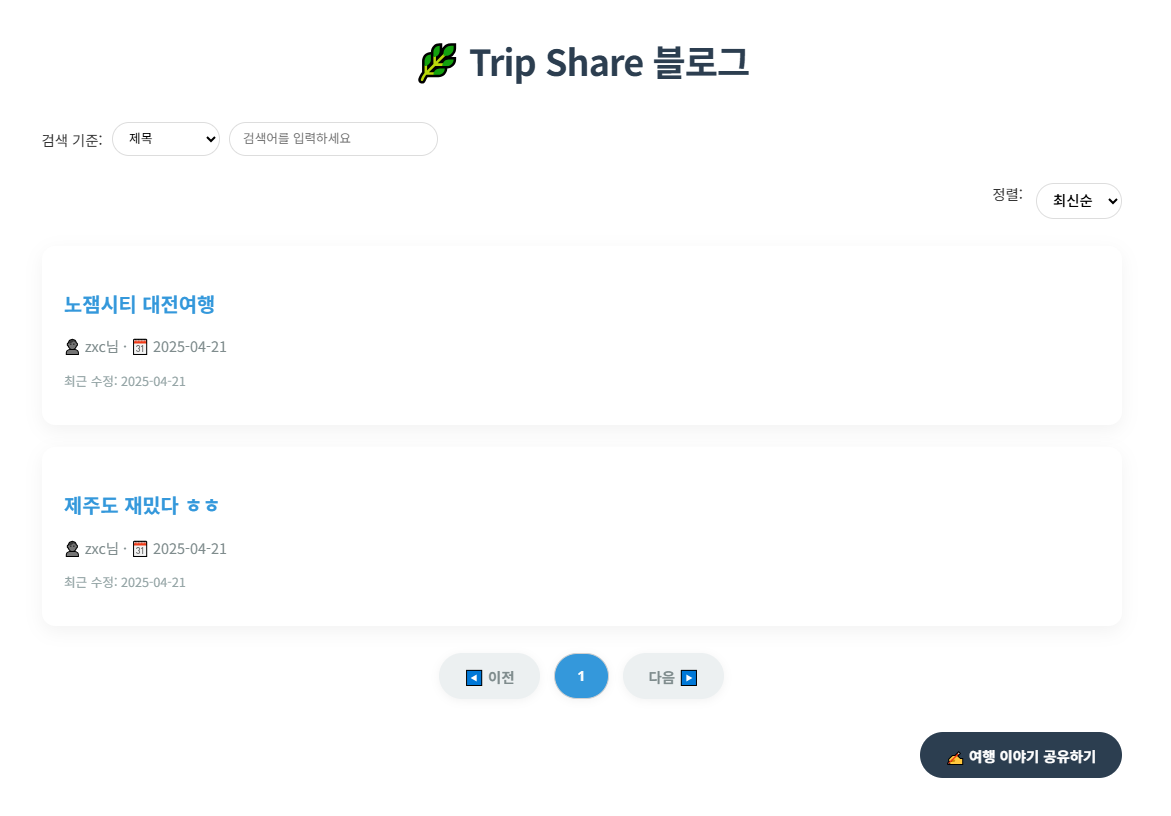 🌿 Trip Share 블로그
검색 기준: 제목 검색어를 입력하세요
정렬: 최신순
노잼시티 대전여행
👤 zxc님 · 📅 2025-04-21
최근 수정: 2025-04-21
제주도 재밌다 ㅎㅎ
👤 zxc님 · 📅 2025-04-21
최근 수정: 2025-04-21
◀️ 이전 1 다음 ▶️
✍️ 여행 이야기 공유하기